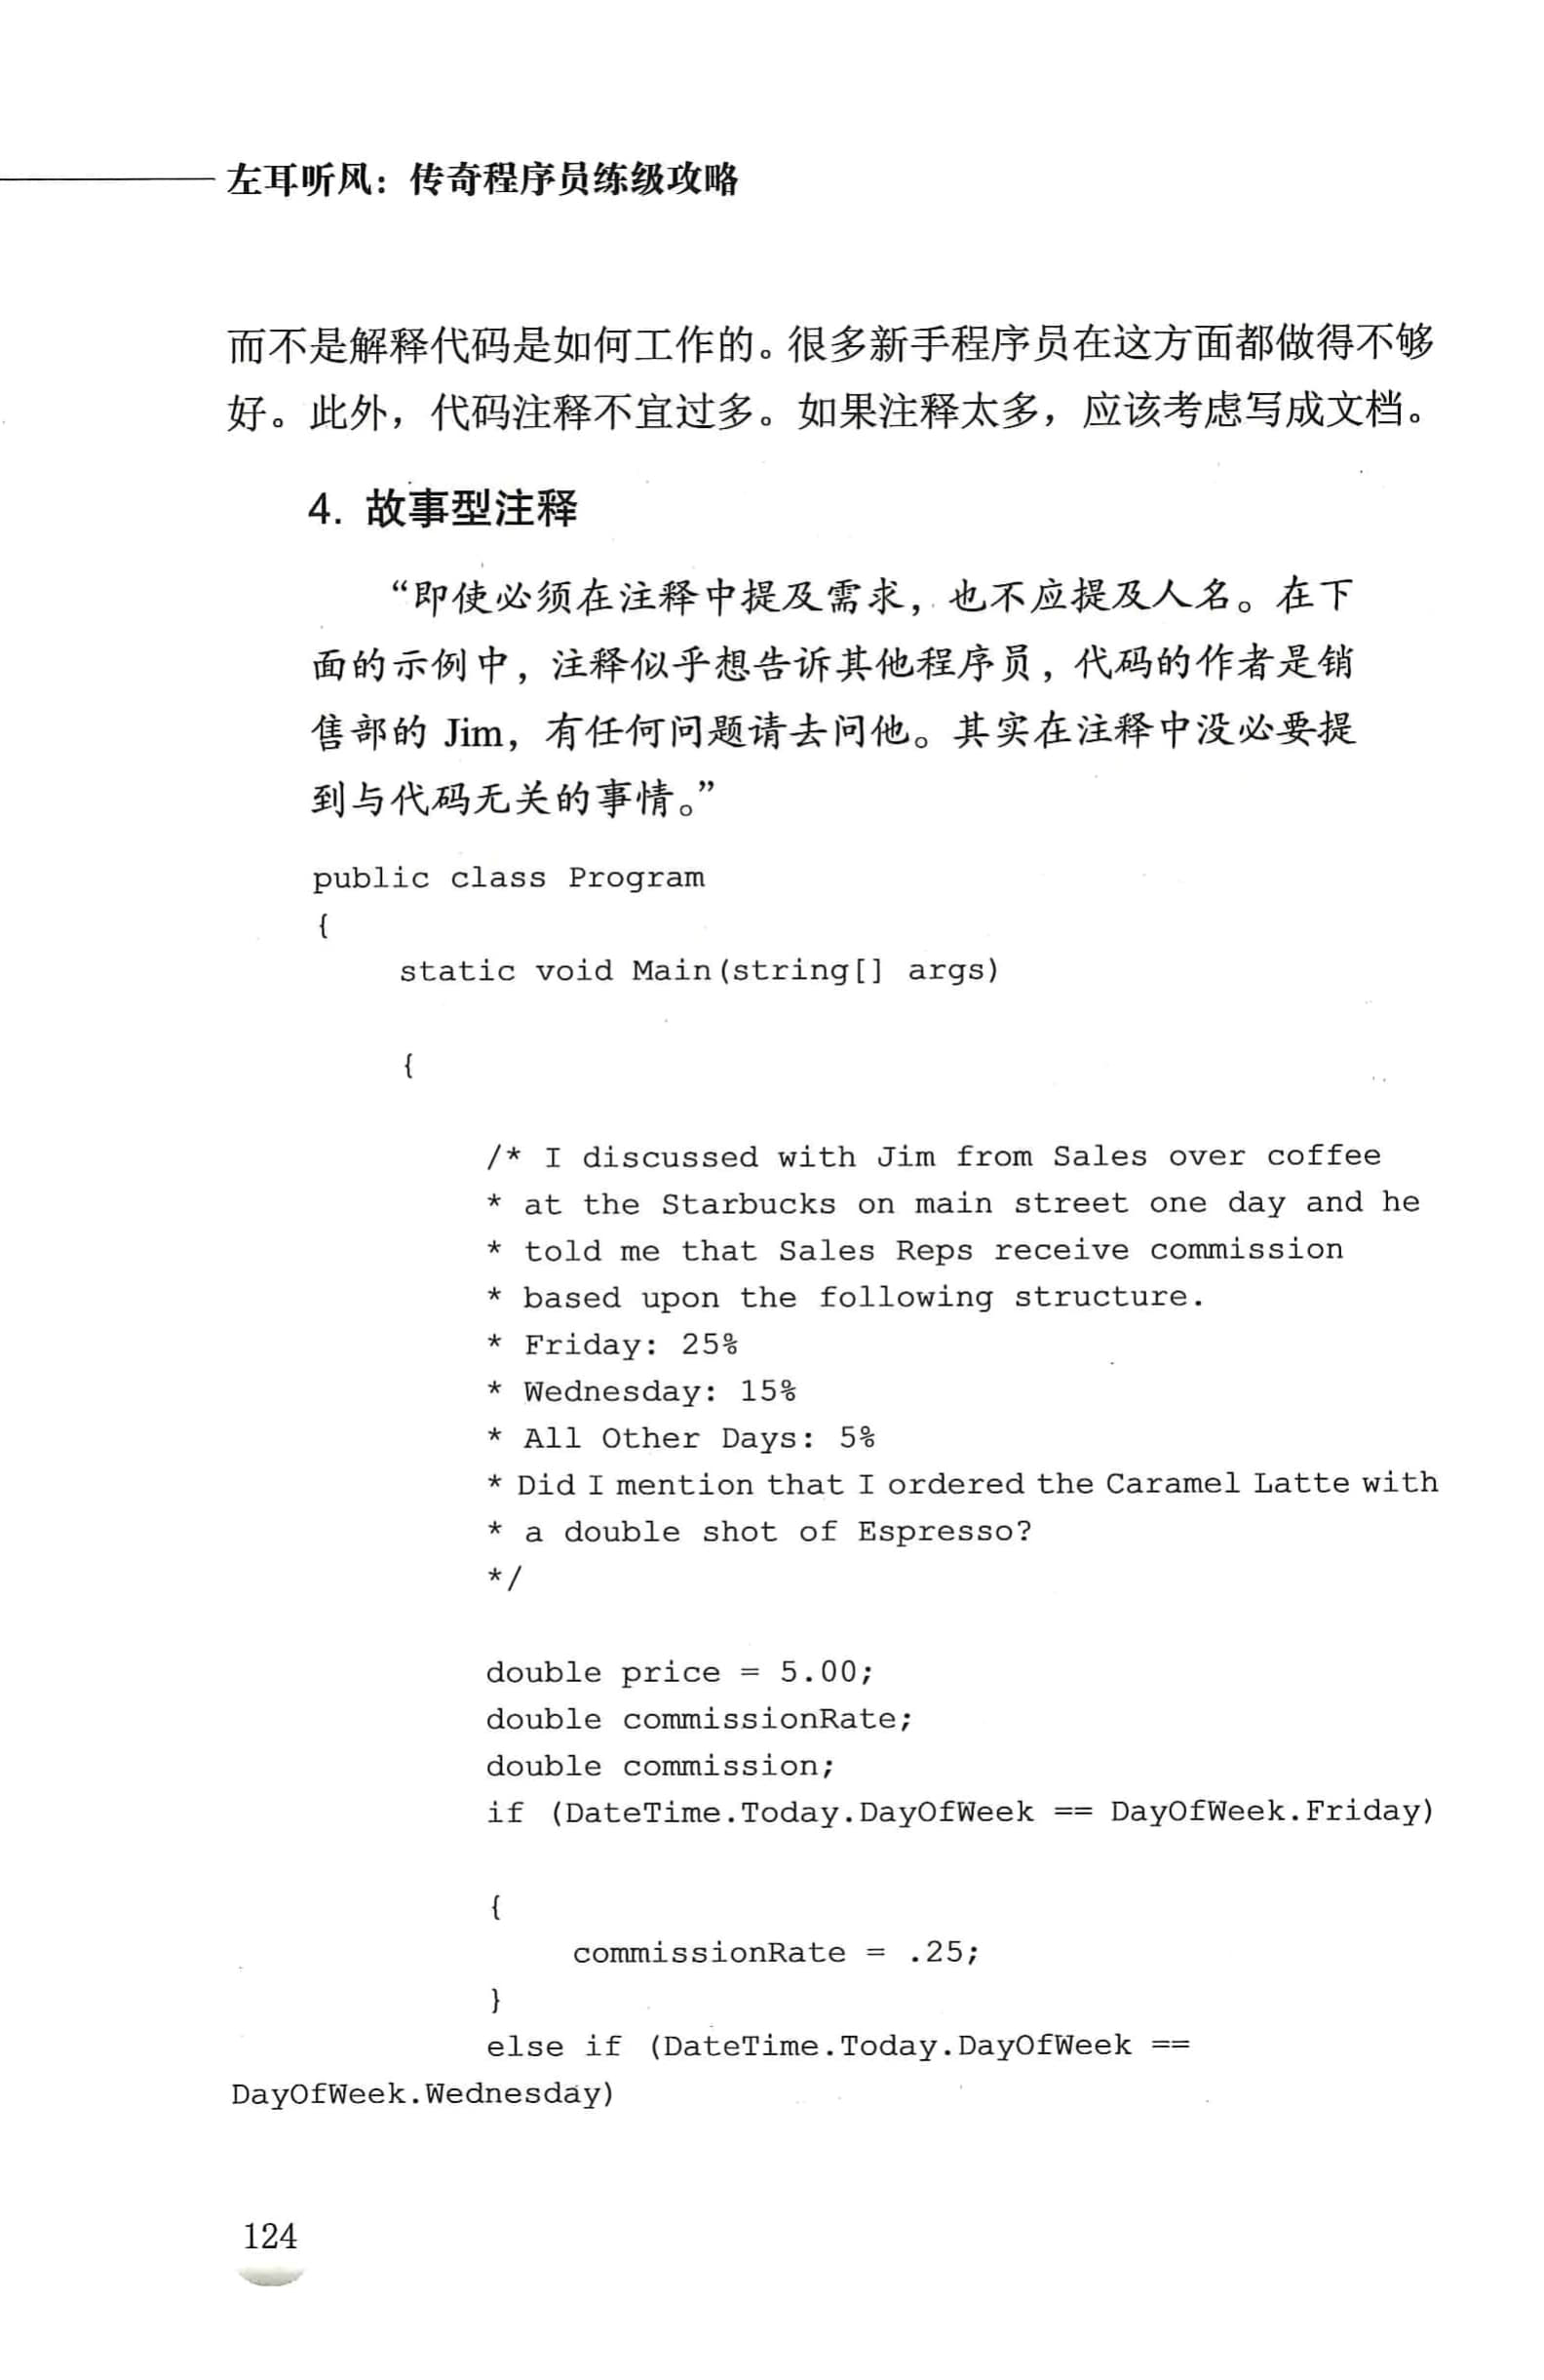 左耳听风：传奇程序员练级攻略
而不是解释代码是如何工作的。很多新手程序员在这方面都做得不够
好。此外，代码注释不宜过多。如果注释太多，应该考虑写成文档。
4. 故事型注释
“即使必须在注释中提及需求，也不应提及人名。在下
面的示例中，注释似乎想告诉其他程序员，代码的作者是销
售部的 Jim，有任何问题请去问他。其实在注释中没必要提
到与代码无关的事情。”
public class Program
{
static void Main(string[] args)
{
/* I discussed with Jim from Sales over coffee
* at the Starbucks on main street one day and he
* told me that Sales Reps receive commission
* based upon the following structure.
* Friday: 25%
* Wednesday: 15%
* All Other Days: 5%
* Did I mention that I ordered the Caramel Latte with
* a double shot of Espresso?
*/
double price = 5.00;
double commissionRate;
double commission;
if (DateTime.Today.DayOfWeek == DayOfWeek.Friday)
{
commissionRate = .25;
}
else if (DateTime.Today.DayOfWeek ==
DayOfWeek.Wednesday)
124